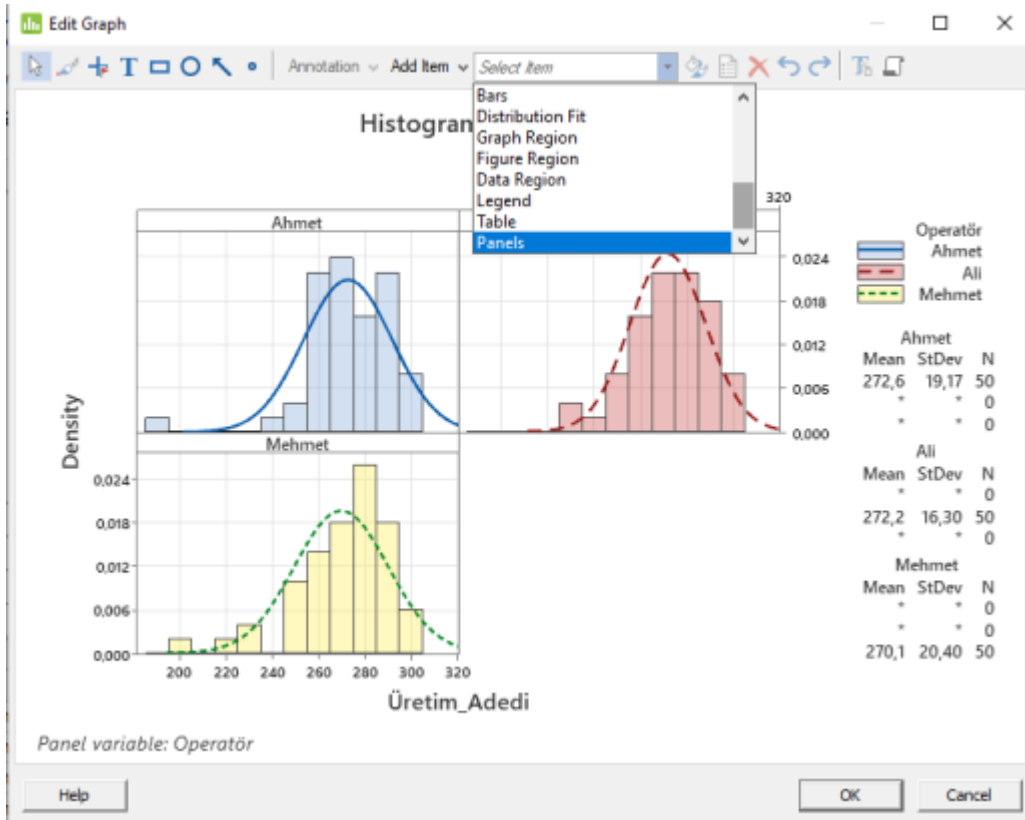 Edit Graph
T Annotation Add Item Select Item
Bars
Distribution Fit
Graph Region
Figure Region
Data Region
Legend
Table
Panels
Histogram
320
Ahmet
0,024
0,018
0,012
0,006
0,000
Density
Mehmet
0,024
0,018
0,012
0,006
0,000
200 220 240 260 280 300 320
Üretim_Adedi
Operatör
Ahmet
Ali
Mehmet
Ahmet
Mean StDev N
272,6 19,17 50
* * 0
* * 0
Ali
Mean StDev N
* * 0
272,2 16,30 50
* * 0
Mehmet
Mean StDev N
* * 0
* * 0
270,1 20,40 50
Panel variable: Operatör
Help OK Cancel